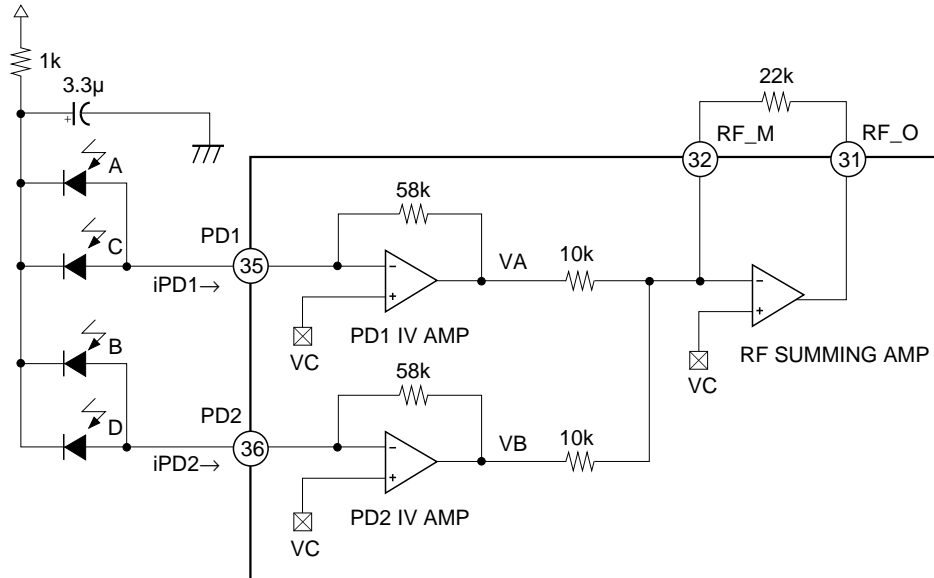 1k
3.3µ
+
22k
RF_M
RF_O
32
31
A
58k
PD1
C
35
iPD1→
VA
10k
VC
PD1 IV AMP
RF SUMMING AMP
VC
B
58k
PD2
D
36
iPD2→
VB
10k
VC
PD2 IV AMP